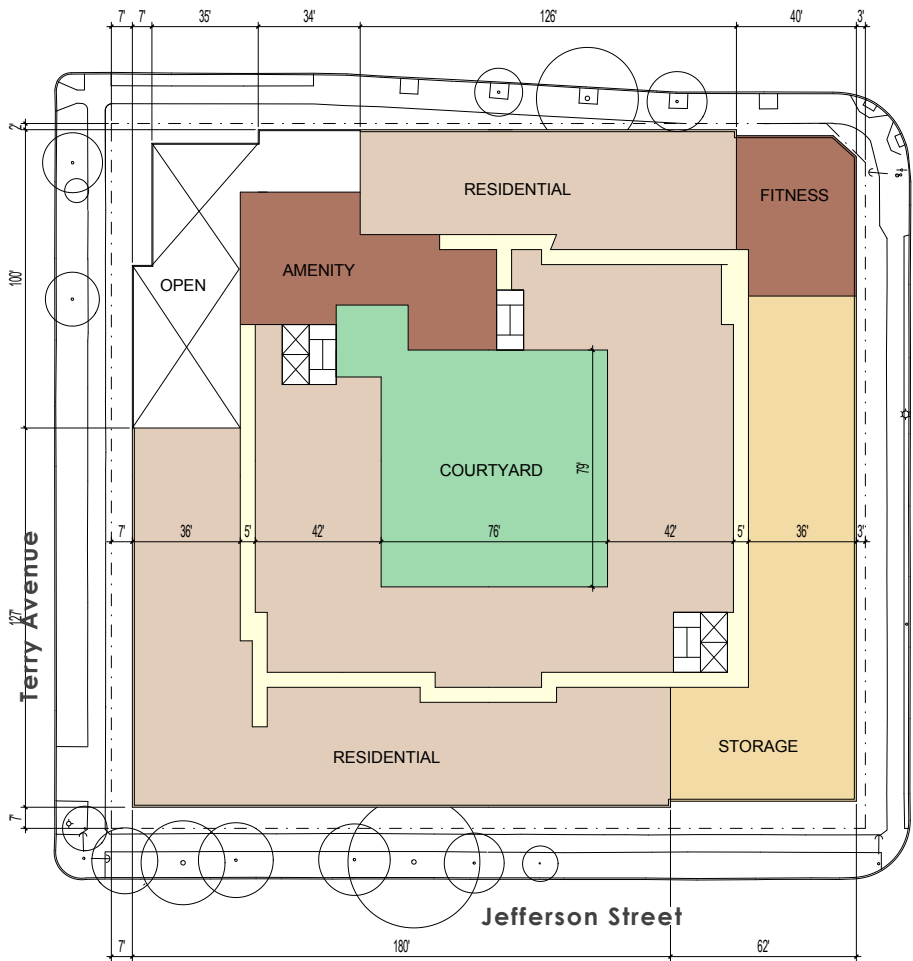 7' 7' 35' 34' 126' 40' 3'
2'
RESIDENTIAL
FITNESS
AMENITY
OPEN
100'
COURTYARD
79'
7' 36' 5' 42' 76' 42' 5' 36' 3'
Terry Avenue
127'
STORAGE
RESIDENTIAL
7'
Jefferson Street
7' 180' 62'